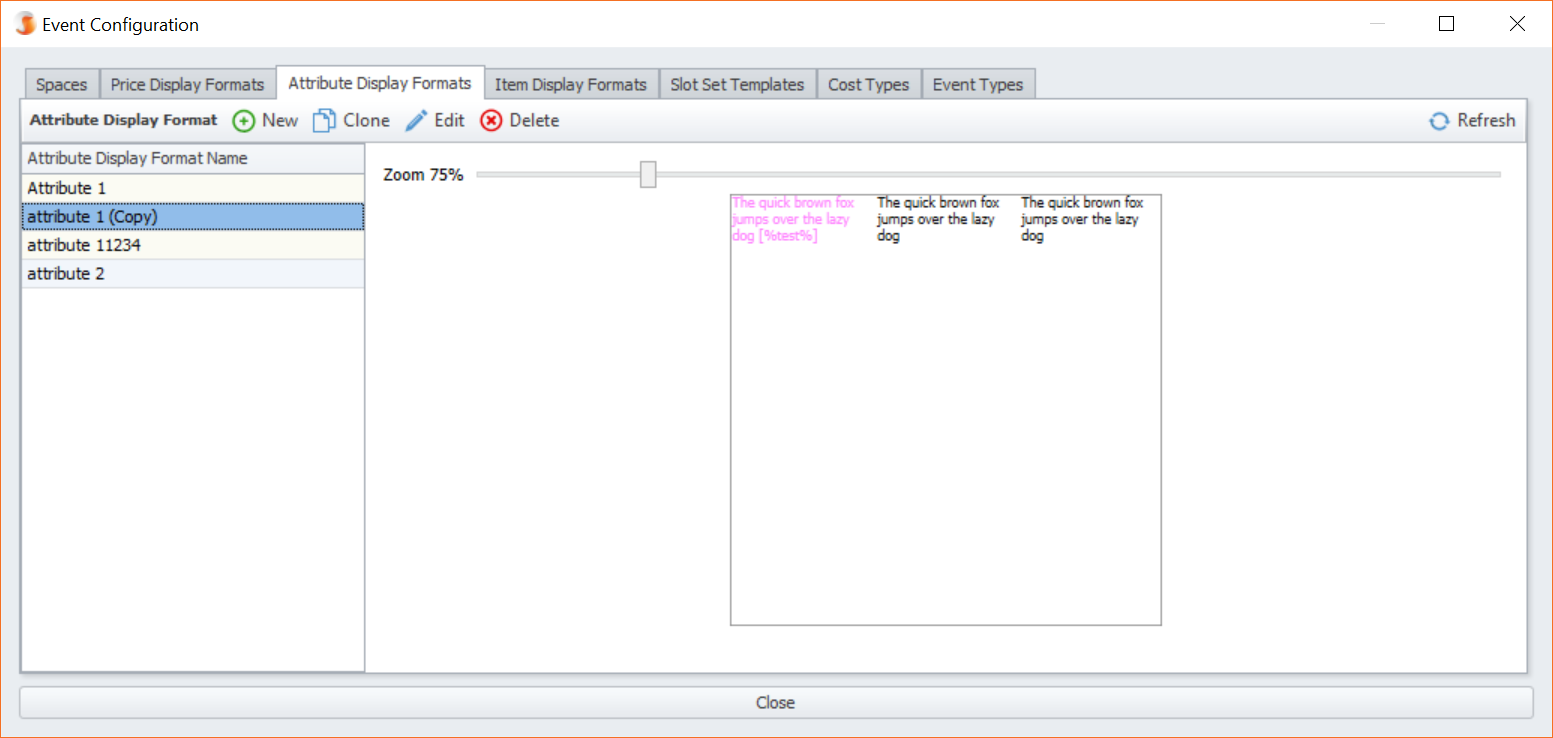 Event Configuration
Spaces Price Display Formats Attribute Display Formats Item Display Formats Slot Set Templates Cost Types Event Types
Attribute Display Format New Clone Edit Delete Refresh
Attribute Display Format Name
Attribute 1
attribute 1 (Copy)
attribute 11234
attribute 2
Zoom 75%
The quick brown fox
jumps over the lazy
dog [%test%]
The quick brown fox
jumps over the lazy
dog
The quick brown fox
jumps over the lazy
dog
Close